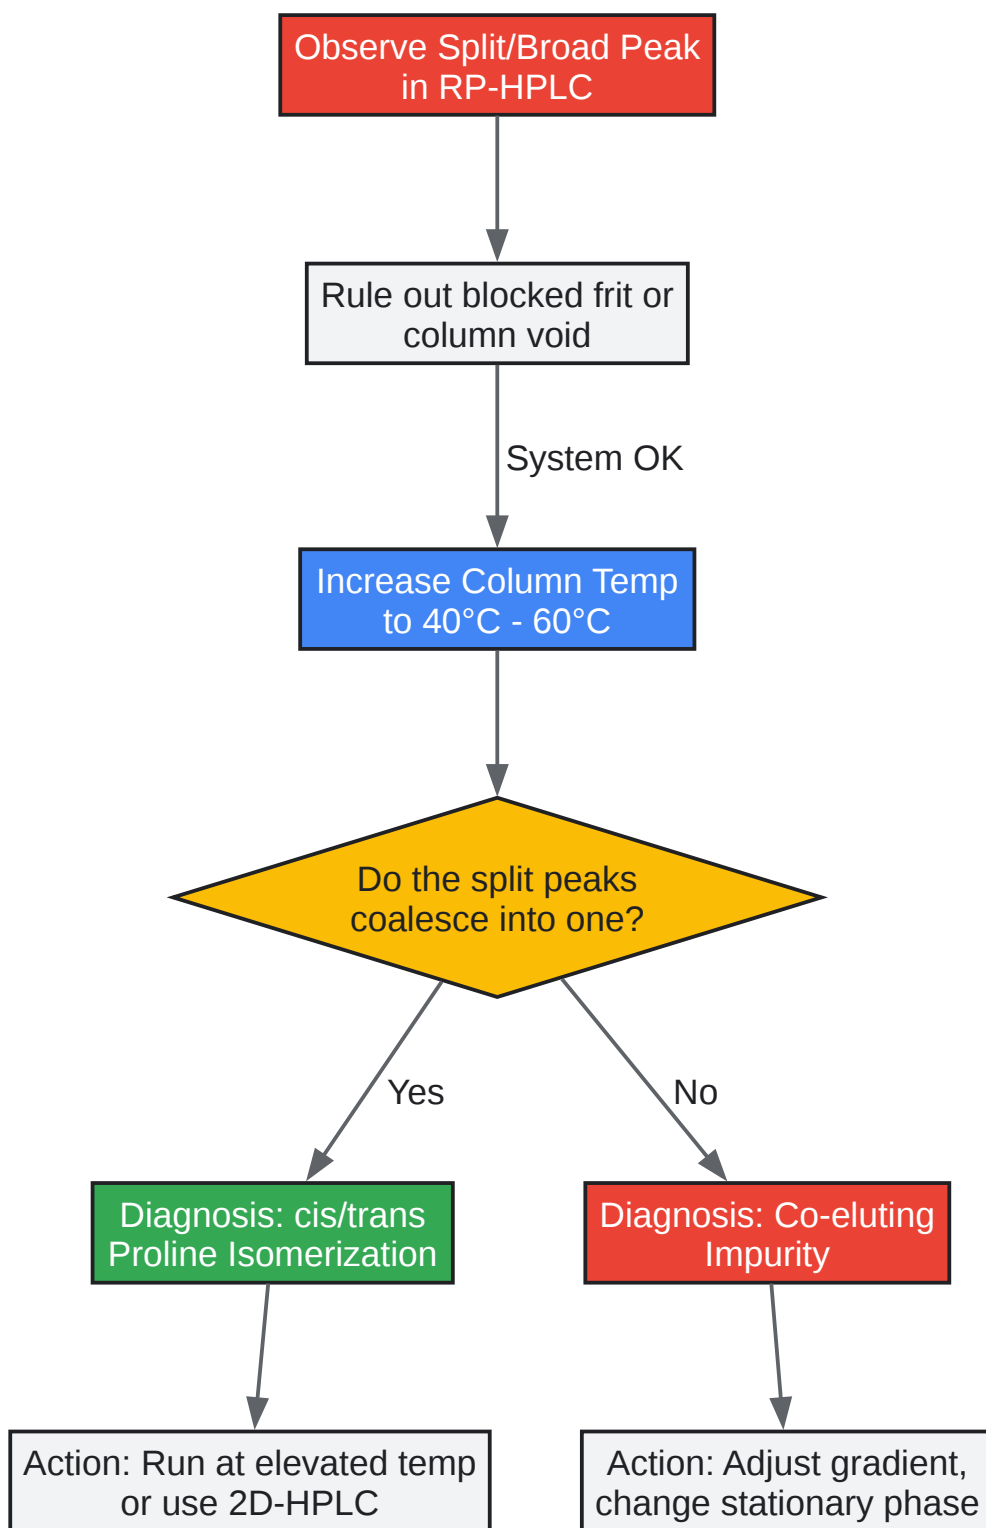 Observe Split/Broad Peak
in RP-HPLC
Rule out blocked frit or
column void
System OK
Increase Column Temp
to 40°C - 60°C
Do the split peaks
coalesce into one?
Yes
No
Diagnosis: cis/trans
Proline Isomerization
Diagnosis: Co-eluting
Impurity
Action: Run at elevated temp
or use 2D-HPLC
Action: Adjust gradient,
change stationary phase